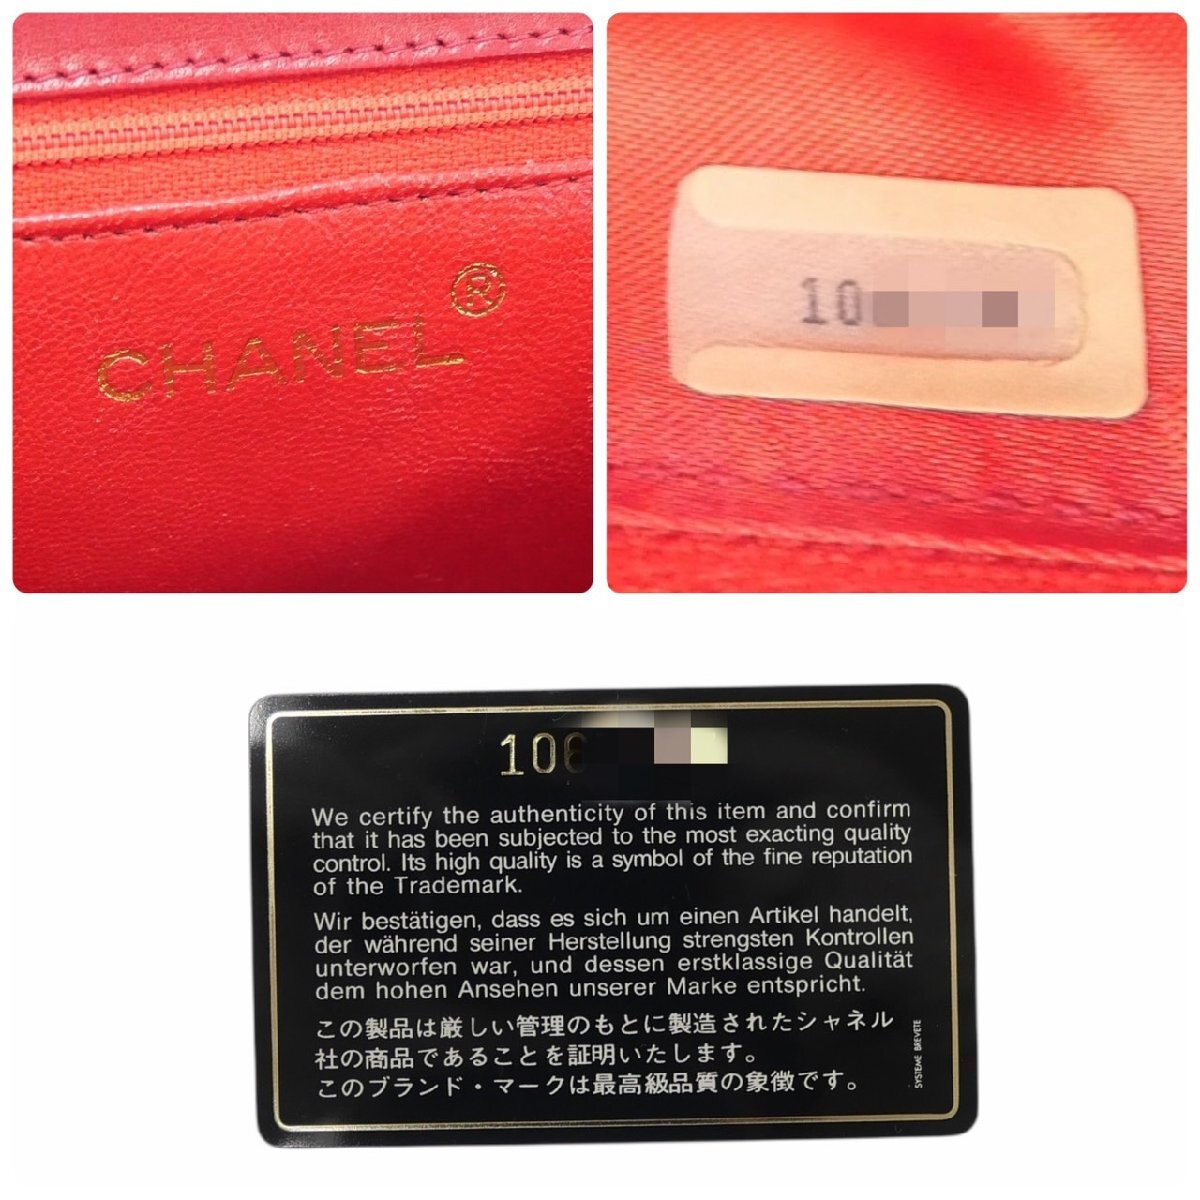 CHANEL®
10
106
We certify the authenticity of this item and confirm
that it has been subjected to the most exacting quality
control. Its high quality is a symbol of the fine reputation
of the Trademark.
Wir bestätigen, dass es sich um einen Artikel handelt,
der während seiner Herstellung strengsten Kontrollen
unterworfen war, und dessen erstklassige Qualität
dem hohen Ansehen unserer Marke entspricht.
この製品は厳しい管理のもとに製造されたシャネル
社の商品であることを証明いたします。
このブランド・マークは最高級品質の象徴です。
SYSTEME BREVETE